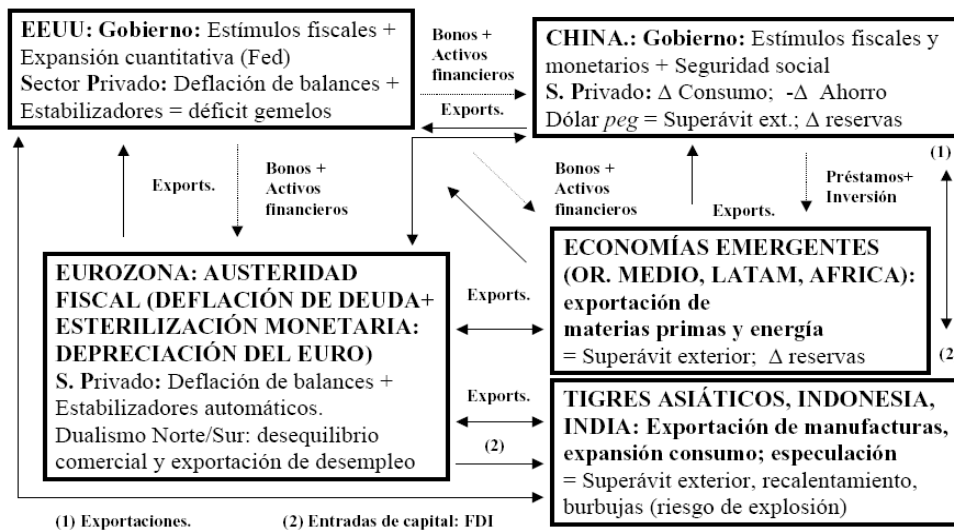 EEUU: Gobierno: Estímulos fiscales +
Expansión cuantitativa (Fed)
Sector Privado: Deflación de balances +
Estabilizadores = déficit gemelos
Bonos +
Activos
financieros
Exports.
CHINA.: Gobierno: Estímulos fiscales y
monetarios + Seguridad social
S. Privado: Δ Consumo; -Δ Ahorro
Dólar peg = Superávit ext.; Δ reservas
(1)
Exports.
Bonos +
Activos
financieros
Bonos +
Activos
financieros
Exports.
Préstamos+
Inversión
EUROZONA: AUSTERIDAD
FISCAL (DEFLACIÓN DE DEUDA+
ESTERILIZACIÓN MONETARIA:
DEPRECIACIÓN DEL EURO)
S. Privado: Deflación de balances +
Estabilizadores automáticos.
Dualismo Norte/Sur: desequilibrio
comercial y exportación de desempleo
Exports.
ECONOMÍAS EMERGENTES
(OR. MEDIO, LATAM, AFRICA):
exportación de
materias primas y energía
= Superávit exterior; Δ reservas
(2
Exports.
(2)
TIGRES ASIÁTICOS, INDONESIA,
INDIA: Exportación de manufacturas,
expansión consumo; especulación
= Superávit exterior, recalentamiento,
burbujas (riesgo de explosión)
(1) Exportaciones.
(2) Entradas de capital: FDI